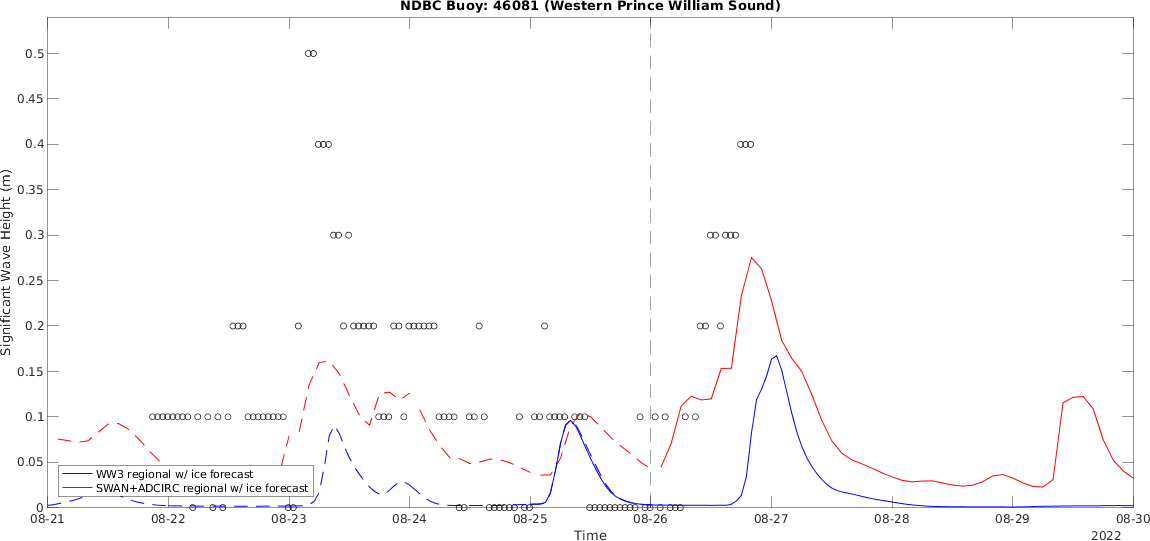 NDBC Buoy: 46081 (Western Prince William Sound)
0.5
0.45
0.4
0.35
0.3
0.25
0.2
0.15
0.1
0.05
0
Significant Wave Height (m)
WW3 regional w/ ice forecast
SWAN+ADCIRC regional w/ ice forecast
08-21 08-22 08-23 08-24 08-25 08-26 08-27 08-28 08-29 08-30
Time
2022